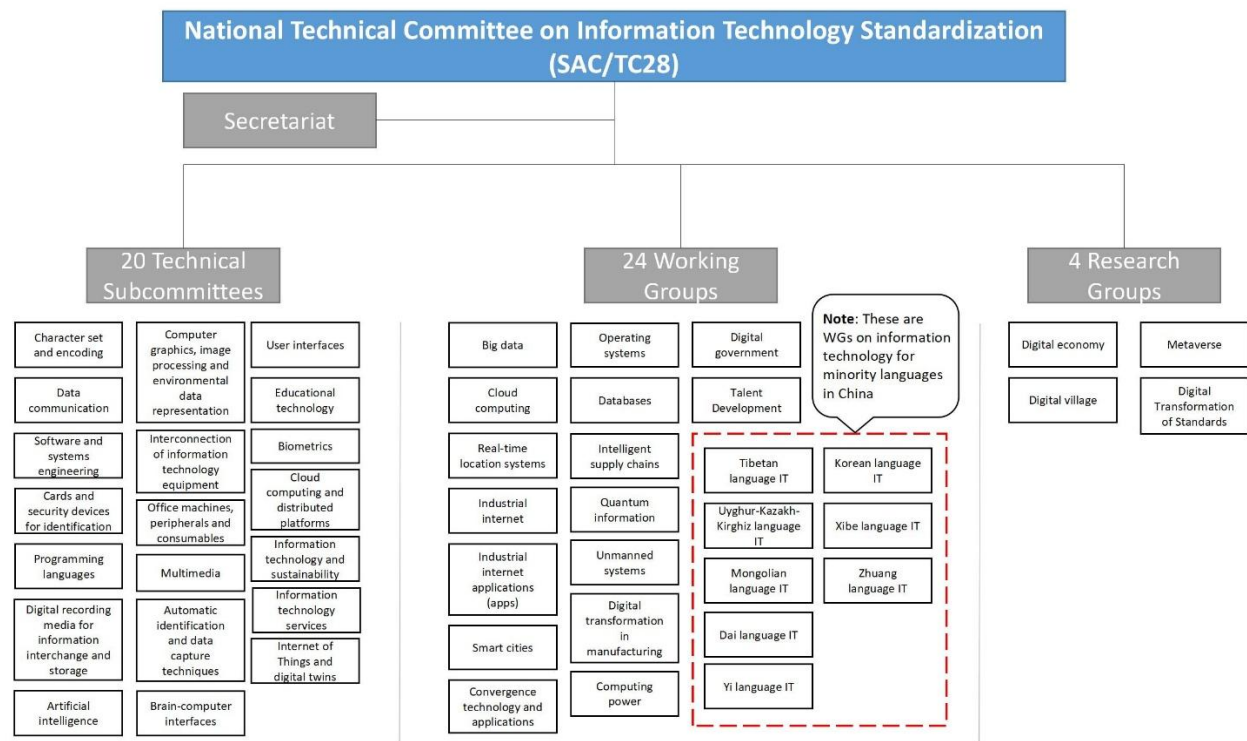 National Technical Committee on Information Technology Standardization
(SAC/TC28)
Secretariat
20 Technical
Subcommittees
24 Working
Groups
4 Research
Groups
Character set
and encoding
Data
communication
Software and
systems
engineering
Cards and
security devices
for identification
Programming
languages
Digital recording
media for
information
interchange and
storage
Artificial
intelligence
Computer
graphics, image
processing and
environmental
data
representation
Interconnection
of information
technology
equipment
Office machines,
peripherals and
consumables
Multimedia
Automatic
identification
and data
capture
techniques
Brain-computer
interfaces
User interfaces
Educational
technology
Biometrics
Cloud
computing and
distributed
platforms
Information
technology and
sustainability
Information
technology
services
Internet of
Things and
digital twins
Big data
Cloud
computing
Real-time
location systems
Industrial
internet
Industrial
internet
applications
(apps)
Smart cities
Convergence
technology and
applications
Operating
systems
Databases
Intelligent
supply chains
Quantum
information
Unmanned
systems
Digital
transformation
in
manufacturing
Computing
power
Digital
government
Talent
Development
Note: These are
WGs on information
technology for
minority languages
in China
Tibetan
language IT
Uyghur-Kazakh-
Kirghiz language
IT
Mongolian
language IT
Dai language IT
Yi language IT
Korean language
IT
Xibe language IT
Zhuang
language IT
Digital economy
Digital village
Metaverse
Digital
Transformation
of Standards